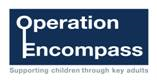 Operation
Encompass
Supporting children through key adults